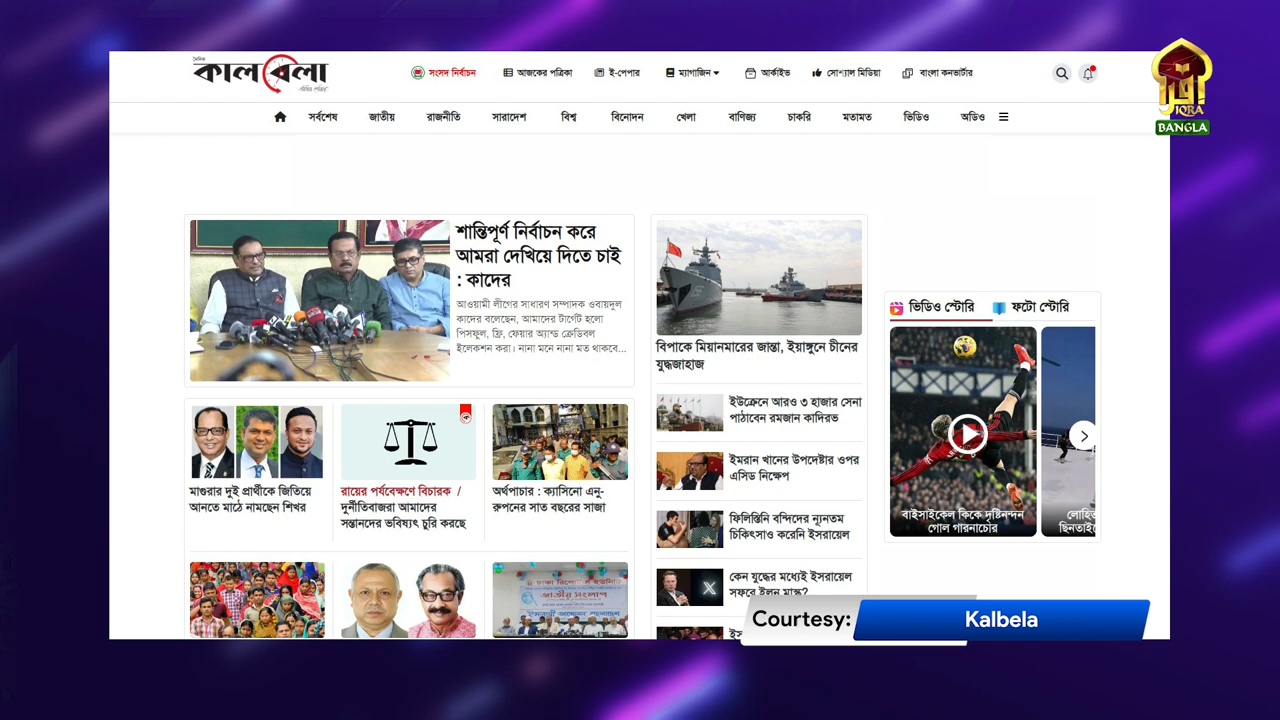 দৈনিক
কালবেলা
সংসদ নির্বাচন
আজকের পত্রিকা
ই-পেপার
ম্যাগাজিন
আর্কাইভ
সোশ্যাল মিডিয়া
বাংলা কনভার্টার
IQRA
BANGLA
সর্বশেষ
জাতীয়
রাজনীতি
সারাদেশ
বিশ্ব
বিনোদন
খেলা
বাণিজ্য
চাকরি
মতামত
ভিডিও
অডিও
শান্তিপূর্ণ নির্বাচন করে
আমরা দেখিয়ে দিতে চাই
: কাদের
আওয়ামী লীগের সাধারণ সম্পাদক ওবায়দুল
কাদের বলেছেন, আমাদের টার্গেট হলো
পিসফুল, ফ্রি, ফেয়ার অ্যান্ড ক্রেডিবল
ইলেকশন করা। নানা মনে নানা মত থাকবে...
মাগুরার দুই প্রার্থীকে জিতিয়ে
আনতে মাঠে নামছেন শিখর
রায়ের পর্যবেক্ষণে বিচারক /
দুর্নীতিবাজরা আমাদের
সন্তানদের ভবিষ্যৎ চুরি করছে
অর্থপাচার : ক্যাসিনো এনু-
রুপনের সাত বছরের সাজা
জাতীয় সংলাপ
বিপাকে মিয়ানমারের জান্তা, ইয়াঙ্গুনে চীনের
যুদ্ধজাহাজ
ইউক্রেনে আরও ৩ হাজার সেনা
পাঠাবেন রমজান কাদিরভ
ইমরান খানের উপদেষ্টার ওপর
এসিড নিক্ষেপ
ফিলিস্তিনি বন্দিদের ন্যূনতম
চিকিৎসাও করেনি ইসরায়েল
কেন যুদ্ধের মধ্যেই ইসরায়েল
সফরে ইলন মাস্ক?
ভিডিও স্টোরি
ফটো স্টোরি
বাইসাইকেল কিকে দৃষ্টিনন্দন
গোল গারনাচোর
Courtesy:
Kalbela